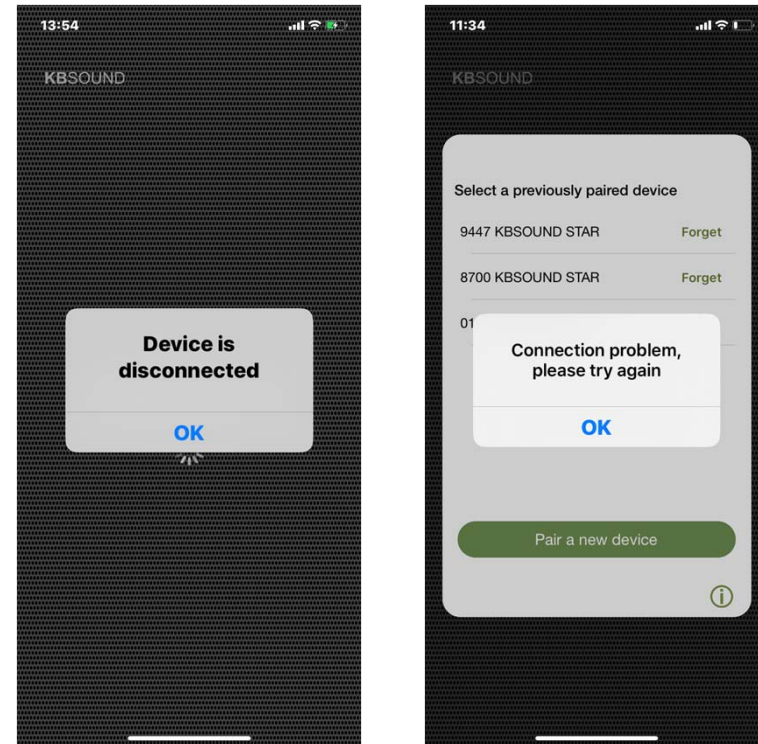 13:54
KBSOUND
Device is
disconnected
OK
11:34
KBSOUND
Select a previously paired device
9447 KBSOUND STAR Forget
8700 KBSOUND STAR Forget
01
Connection problem,
please try again
OK
Pair a new device